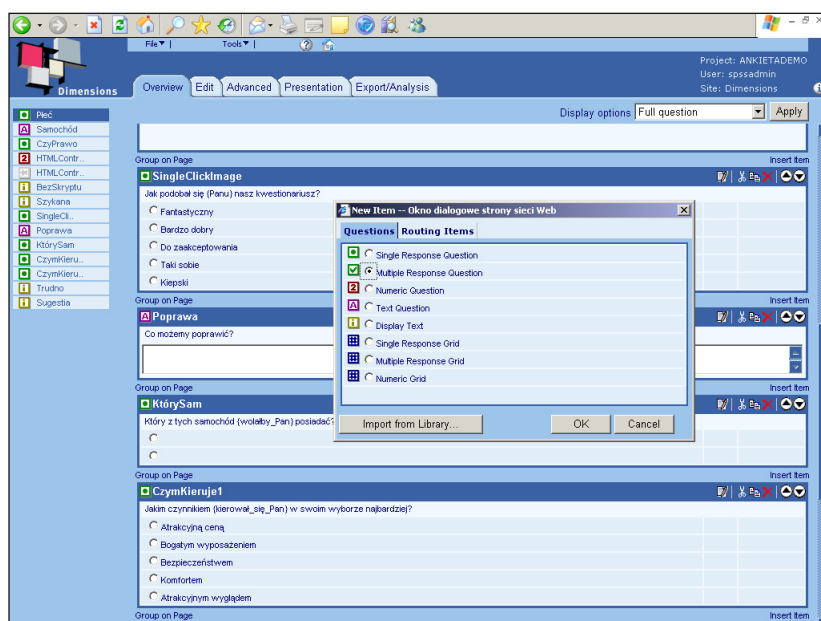 File Tools
Project: ANKIETADEMO
User: spssadmin
Site: Dimensions
Dimensions
Overview Edit Advanced Presentation Export/Analysis
Display options Full question Apply
Płeć
Samochód
CzyPrawo
HTMLContr..
HTMLContr..
BezSkryptu
Szykana
SingleCli..
Poprawa
KtórySam
CzymKieru..
CzymKieru..
Trudno
Sugestia
Group on Page Insert Item
SingleClickImage
Jak podobał się {Panu} nasz kwestionariusz?
Fantastyczny
Bardzo dobry
Do zaakceptowania
Taki sobie
Kiepski
Group on Page Insert Item
Poprawa
Co możemy poprawić?
Group on Page Insert Item
KtórySam
Który z tych samochód {wolałby_Pan} posiadać?
Group on Page Insert Item
CzymKieruje1
Jakim czynnikiem {kierował_się_Pan} w swoim wyborze najbardziej?
Atrakcyjną ceną
Bogatym wyposażeniem
Bezpieczeństwem
Komfortem
Atrakcyjnym wyglądem
Group on Page Insert Item
New Item -- Okno dialogowe strony sieci Web
Questions Routing Items
Single Response Question
Multiple Response Question
2 Numeric Question
A Text Question
Display Text
Single Response Grid
Multiple Response Grid
Numeric Grid
Import from Library... OK Cancel